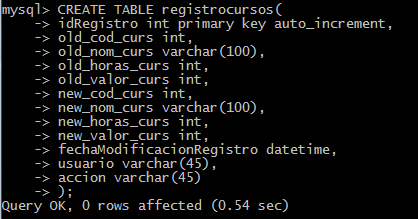 mysql> CREATE TABLE registrocursos(
    -> idRegistro int primary key auto_increment,
    -> old_cod_curs int,
    -> old_nom_curs varchar(100),
    -> old_horas_curs int,
    -> old_valor_curs int,
    -> new_cod_curs int,
    -> new_nom_curs varchar(100),
    -> new_horas_curs int,
    -> new_valor_curs int,
    -> fechaModificacionRegistro datetime,
    -> usuario varchar(45),
    -> accion varchar(45)
    -> );
Query OK, 0 rows affected (0.54 sec)